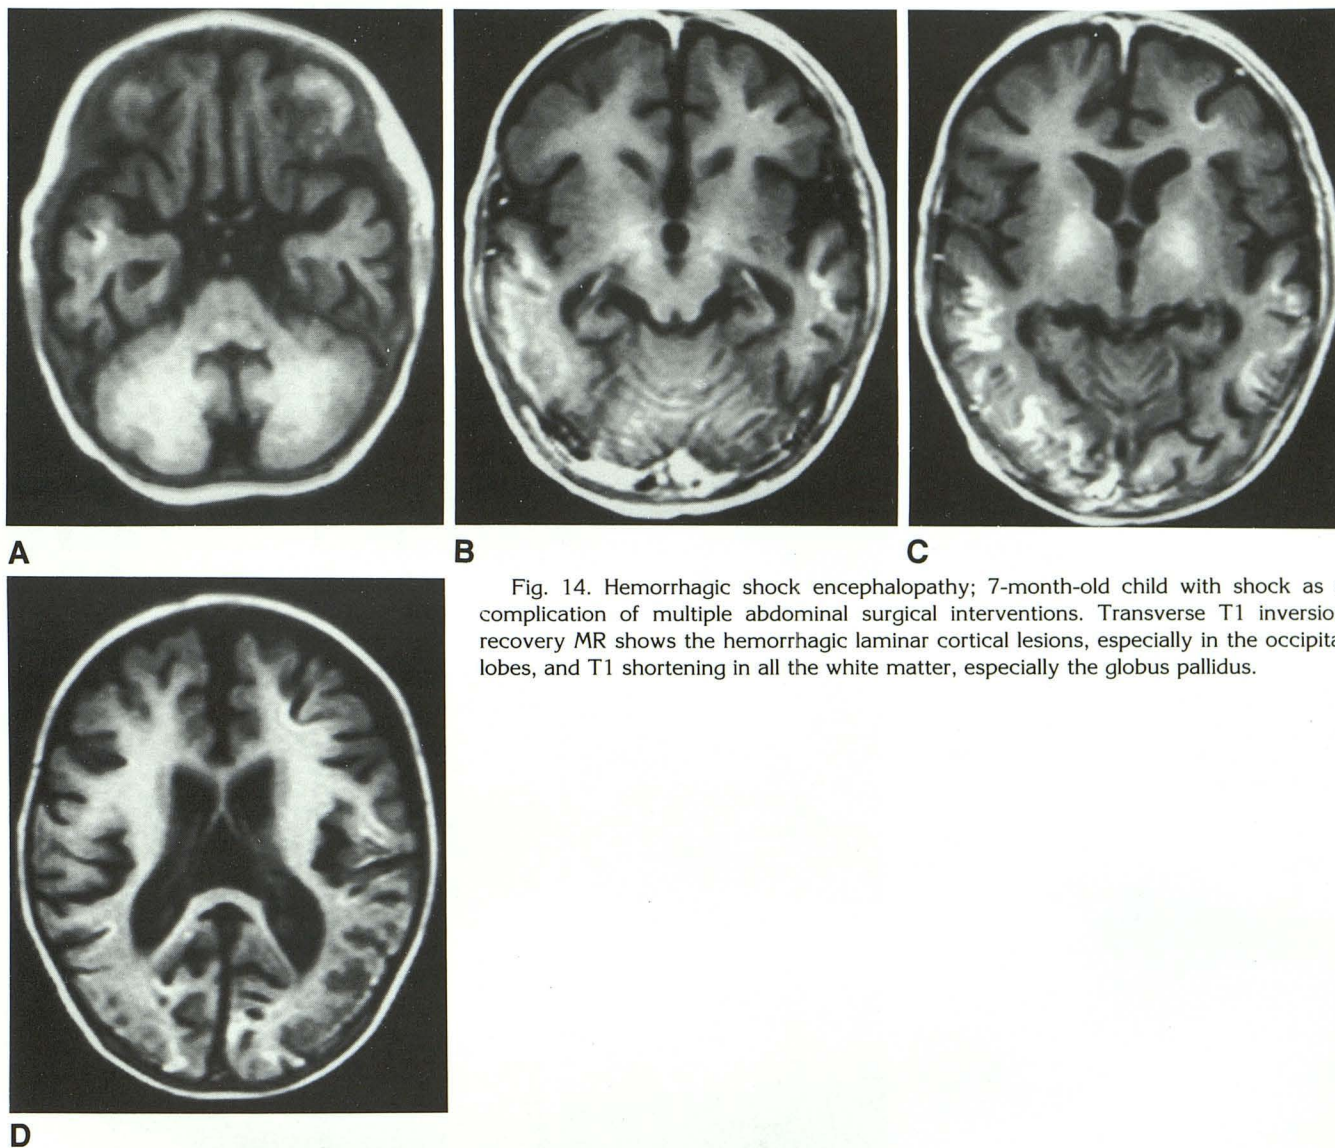 A
B
C
Fig. 14. Hemorrhagic shock encephalopathy; 7-month-old child with shock as
complication of multiple abdominal surgical interventions. Transverse T1 inversio
recovery MR shows the hemorrhagic laminar cortical lesions, especially in the occipita
lobes, and T1 shortening in all the white matter, especially the globus pallidus.
D